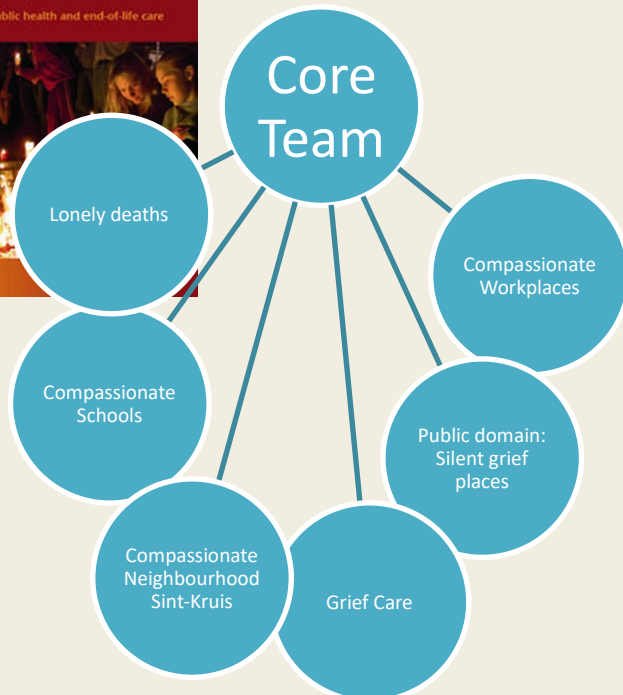 health and end-of-life care
Core
Team
Lonely deaths
Compassionate
Workplaces
Compassionate
Schools
Public domain:
Silent grief
places
Compassionate
Neighbourhood
Sint-Kruis
Grief Care